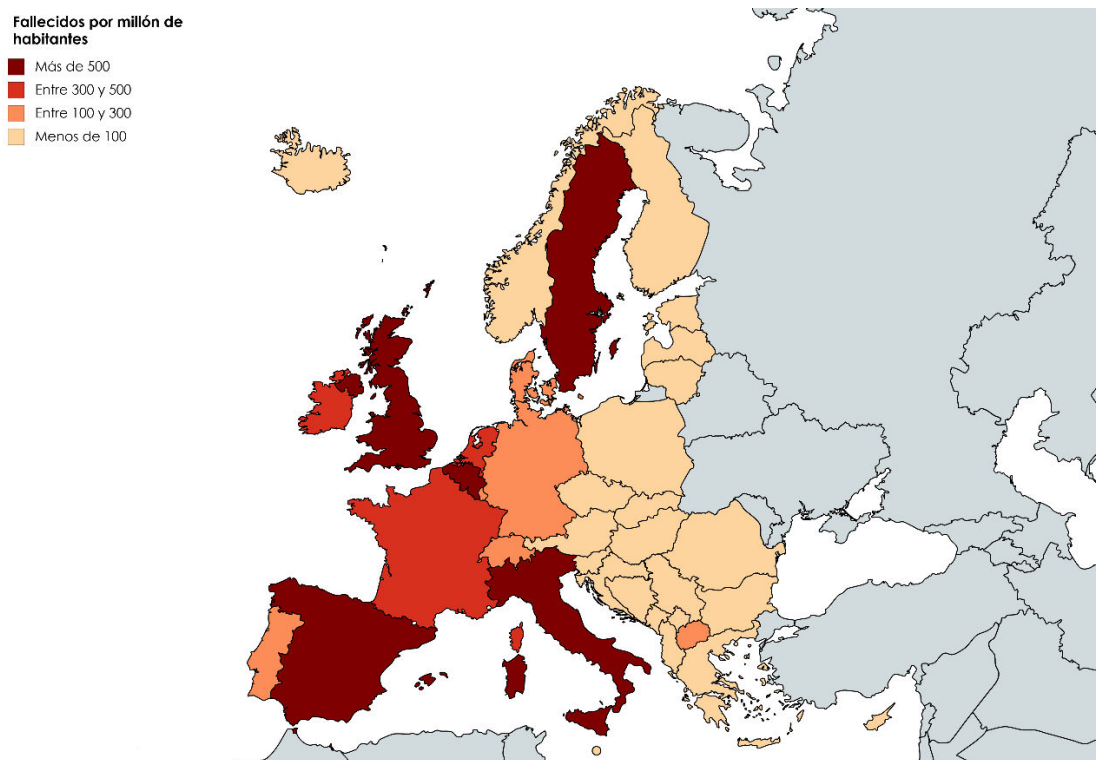 Fallecidos por millón de
habitantes
Más de 500
Entre 300 y 500
Entre 100 y 300
Menos de 100